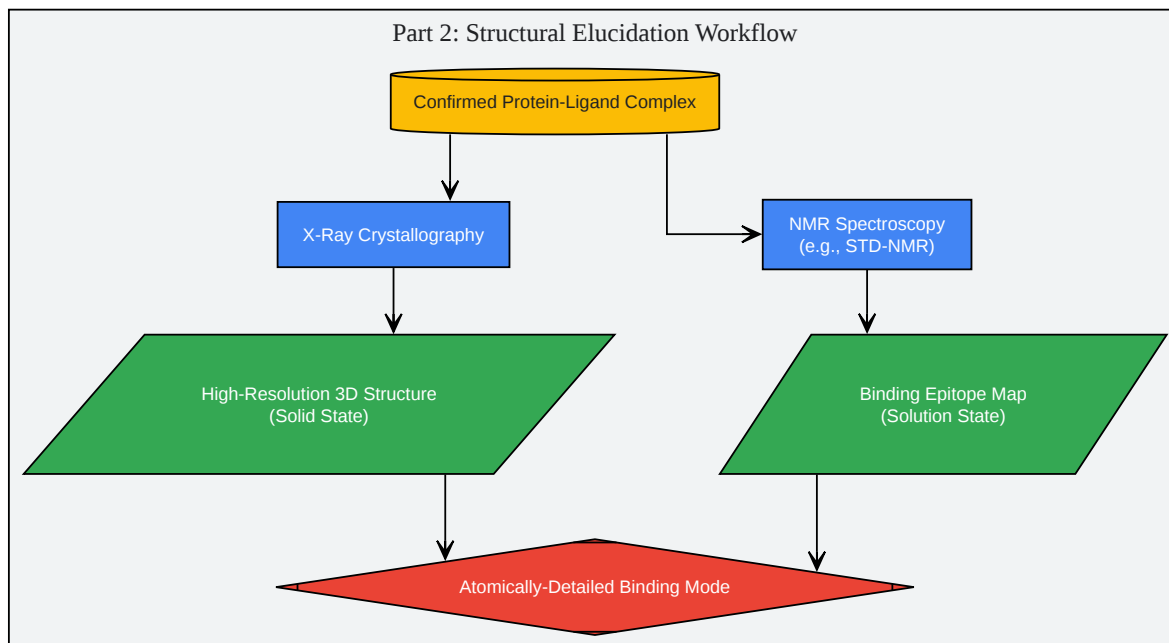 Part 2: Structural Elucidation Workflow
Confirmed Protein-Ligand Complex
X-Ray Crystallography
NMR Spectroscopy
(e.g., STD-NMR)
High-Resolution 3D Structure
(Solid State)
Binding Epitope Map
(Solution State)
Atomically-Detailed Binding Mode